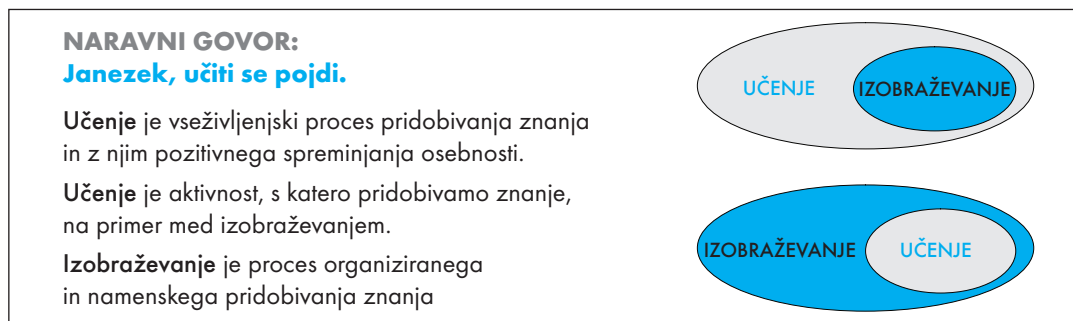 NARAVNI GOVOR:
Janezek, učiti se pojdi.
Učenje je vseživljenjski proces pridobivanja znanja
in z njim pozitivnega spreminjanja osebnosti.
Učenje je aktivnost, s katero pridobivamo znanje,
na primer med izobraževanjem.
Izobraževanje je proces organiziranega
in namenskega pridobivanja znanja
UČENJE IZOBRAŽEVANJE
IZOBRAŽEVANJE UČENJE